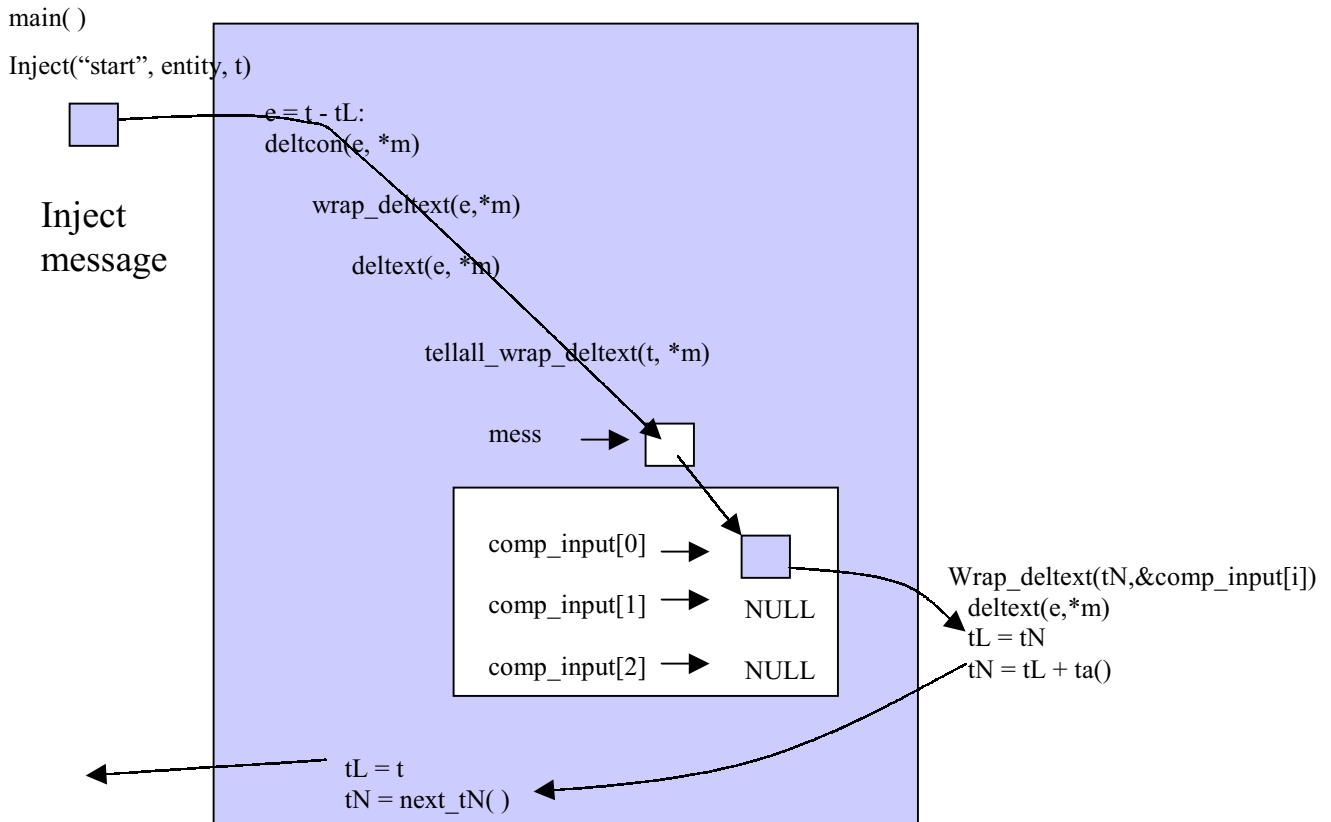 main( )
Inject(“start”, entity, t)
e = t - tL:
deltcon(e, *m)
Inject
message
wrap_deltext(e,*m)
deltext(e, *m)
tellall_wrap_deltext(t, *m)
mess
comp_input[0]
comp_input[1]
NULL
comp_input[2]
NULL
Wrap_deltext(tN,&comp_input[i])
deltext(e,*m)
tL = tN
tN = tL + ta()
tL = t
tN = next_tN( )